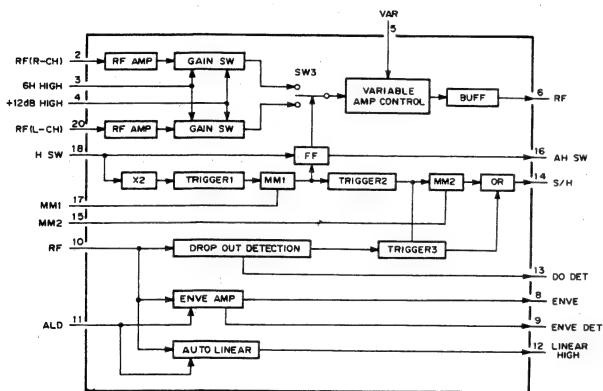 VAR
5
RF(R-CH) 2 RF AMP GAIN SW
6H HIGH 3
+12dB HIGH 4
SW3
VARIABLE
AMP CONTROL
BUFF 6 RF
RF(L-CH) 20 RF AMP GAIN SW
H SW 18 FF 16 AH SW
X2 TRIGGER1 MM1 TRIGGER2 MM2 OR 14 S/H
MM1 17
MM2 15
RF 10 DROP OUT DETECTION TRIGGER3
13 DO DET
ENVE AMP 8 ENVE
ALD 11 9 ENVE DET
AUTO LINEAR 12 LINEAR
HIGH